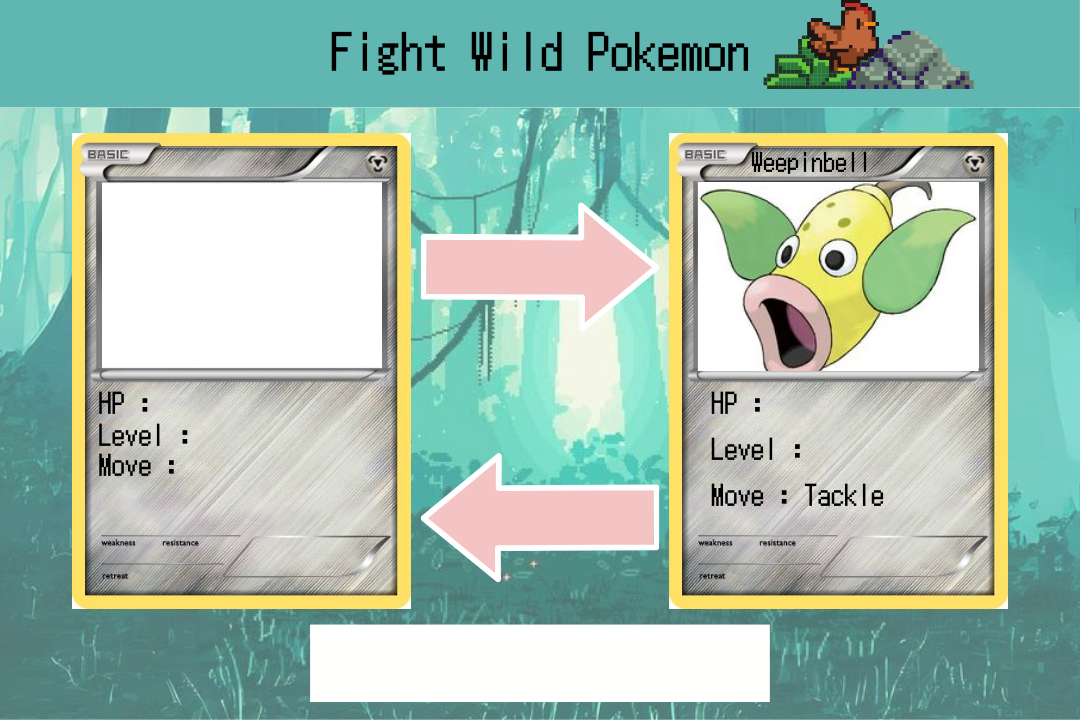 Fight Wild Pokemon
BASIC
HP :
Level :
Move :
weakness resistance
retreat
BASIC
Weepinbell
HP :
Level :
Move : Tackle
weakness resistance
retreat